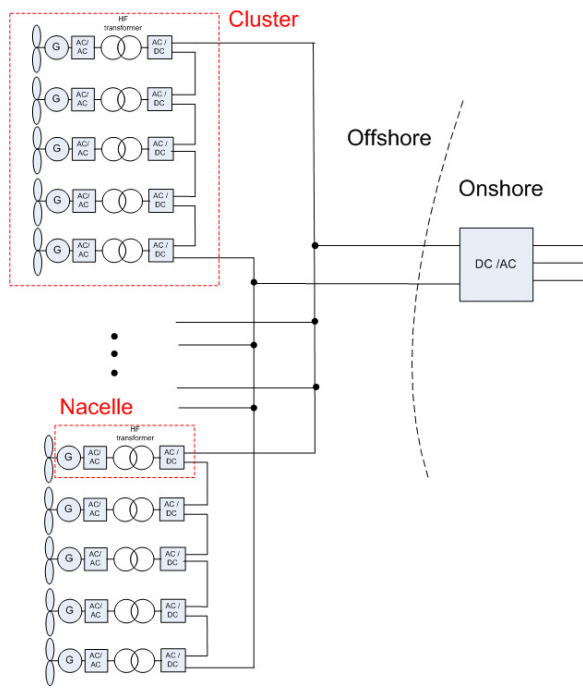 Cluster
HF
transformer
G
AC/
AC
AC /
DC
G
AC/
AC
AC /
DC
G
AC/
AC
AC /
DC
G
AC/
AC
AC /
DC
G
AC/
AC
AC /
DC
Offshore
Onshore
DC /AC
Nacelle
HF
transformer
G
AC/
AC
AC /
DC
G
AC/
AC
AC /
DC
G
AC/
AC
AC /
DC
G
AC/
AC
AC /
DC
G
AC/
AC
AC /
DC